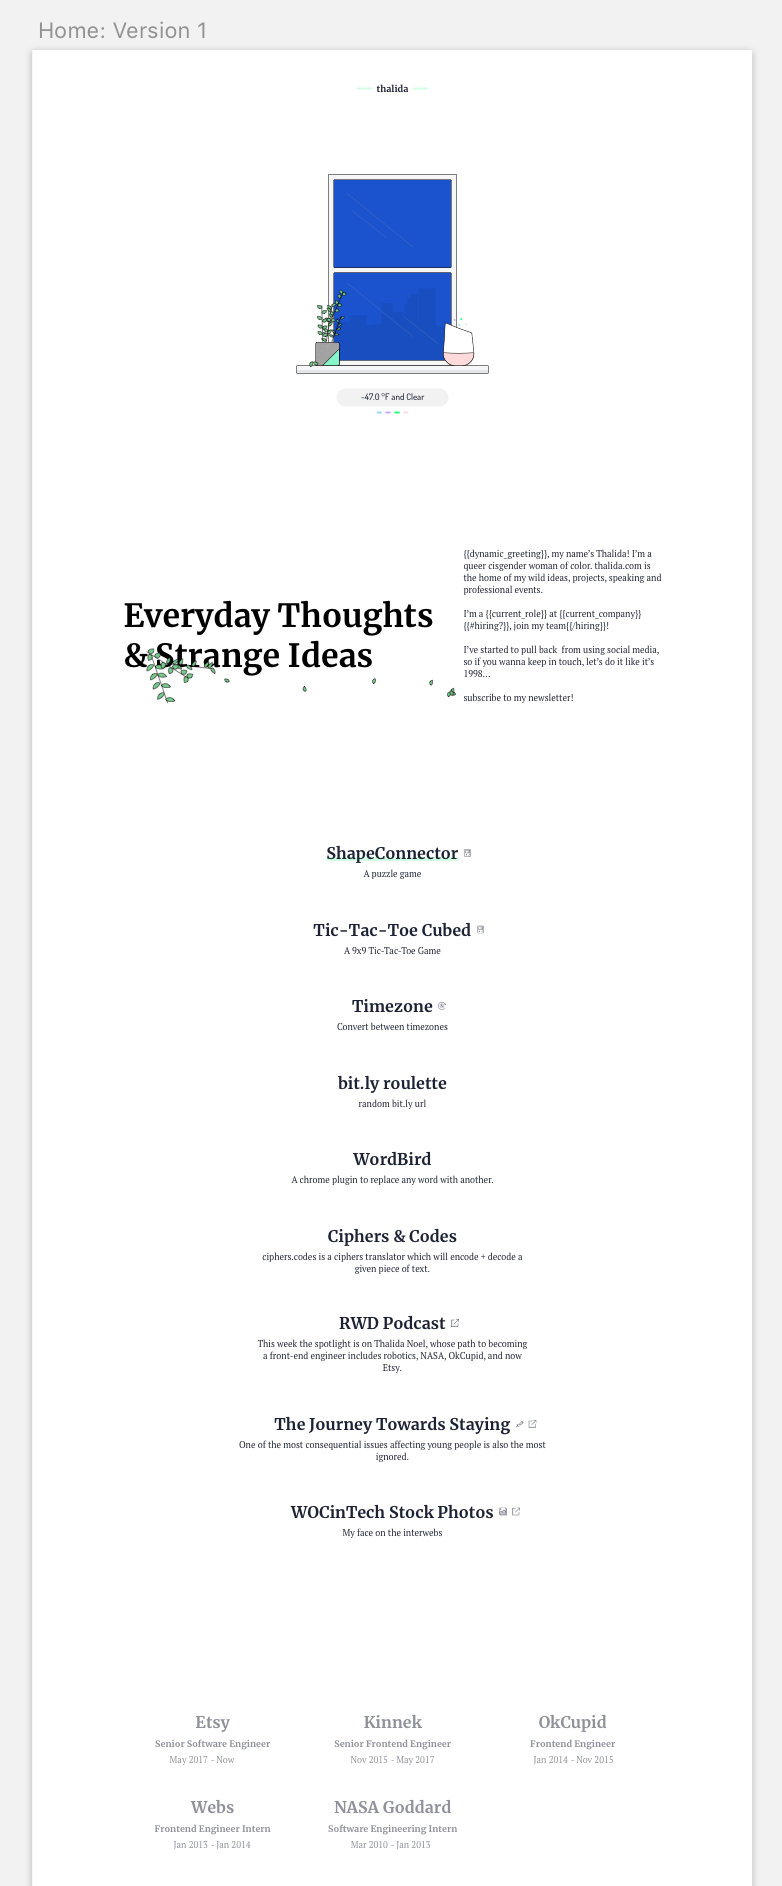 Home: Version 1
thalida
-47.0 °F and Clear
{{dynamic_greeting}}, my name's Thalida! I'm a
queer cisgender woman of color. thalida.com is
the home of my wild ideas, projects, speaking and
professional events.
I'm a {{current_role}} at {{current_company}}
{{#hiring?}}, join my team{{/hiring}}!
I've started to pull back  from using social media,
so if you wanna keep in touch, let's do it like it's
1998...
subscribe to my newsletter!
Everyday Thoughts
& Strange Ideas
ShapeConnector
A puzzle game
Tic-Tac-Toe Cubed
A 9x9 Tic-Tac-Toe Game
Timezone
Convert between timezones
bit.ly roulette
random bit.ly url
WordBird
A chrome plugin to replace any word with another.
Ciphers & Codes
ciphers.codes is a ciphers translator which will encode + decode a
given piece of text.
RWD Podcast
This week the spotlight is on Thalida Noel, whose path to becoming
a front-end engineer includes robotics, NASA, OkCupid, and now
Etsy.
The Journey Towards Staying
One of the most consequential issues affecting young people is also the most
ignored.
WOCinTech Stock Photos
My face on the interwebs
Etsy
Senior Software Engineer
May 2017 - Now
Kinnek
Senior Frontend Engineer
Nov 2015 - May 2017
OkCupid
Frontend Engineer
Jan 2014 - Nov 2015
Webs
Frontend Engineer Intern
Jan 2013 - Jan 2014
NASA Goddard
Software Engineering Intern
Mar 2010 - Jan 2013